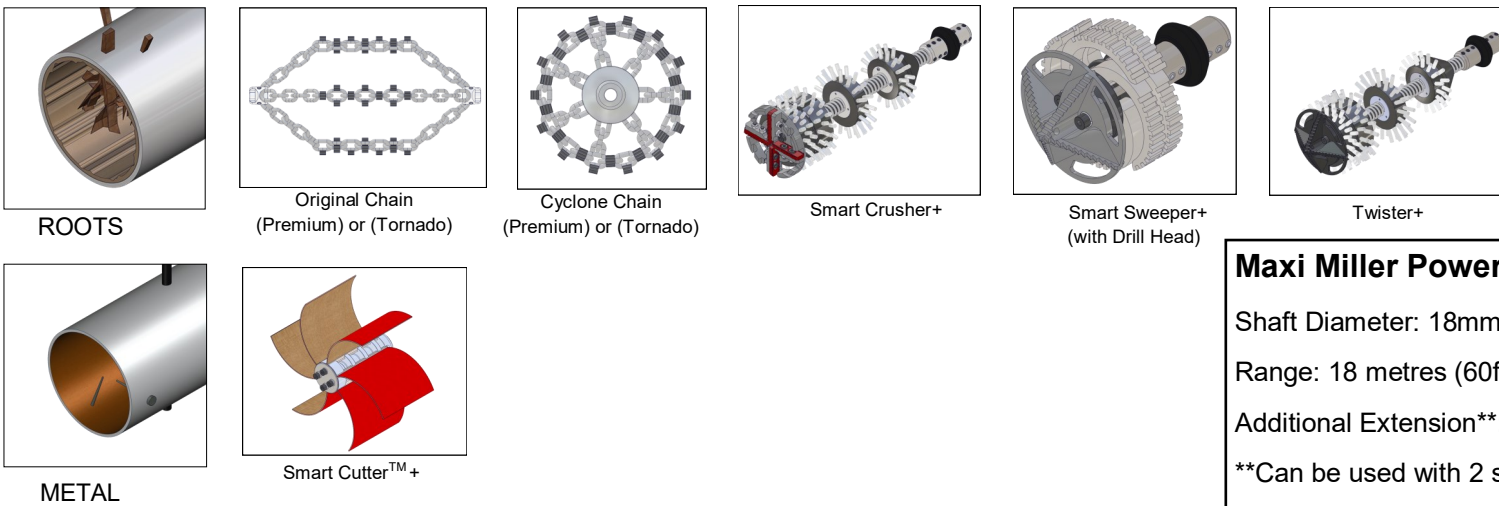 ROOTS
Original Chain
(Premium) or (Tornado)
Cyclone Chain
(Premium) or (Tornado)
Smart Crusher+
Smart Sweeper+
(with Drill Head)
Twister+
METAL
Smart Cutter™ +
Maxi Miller Power
Shaft Diameter: 18mm
Range: 18 metres (60f
Additional Extension**
**Can be used with 2 s